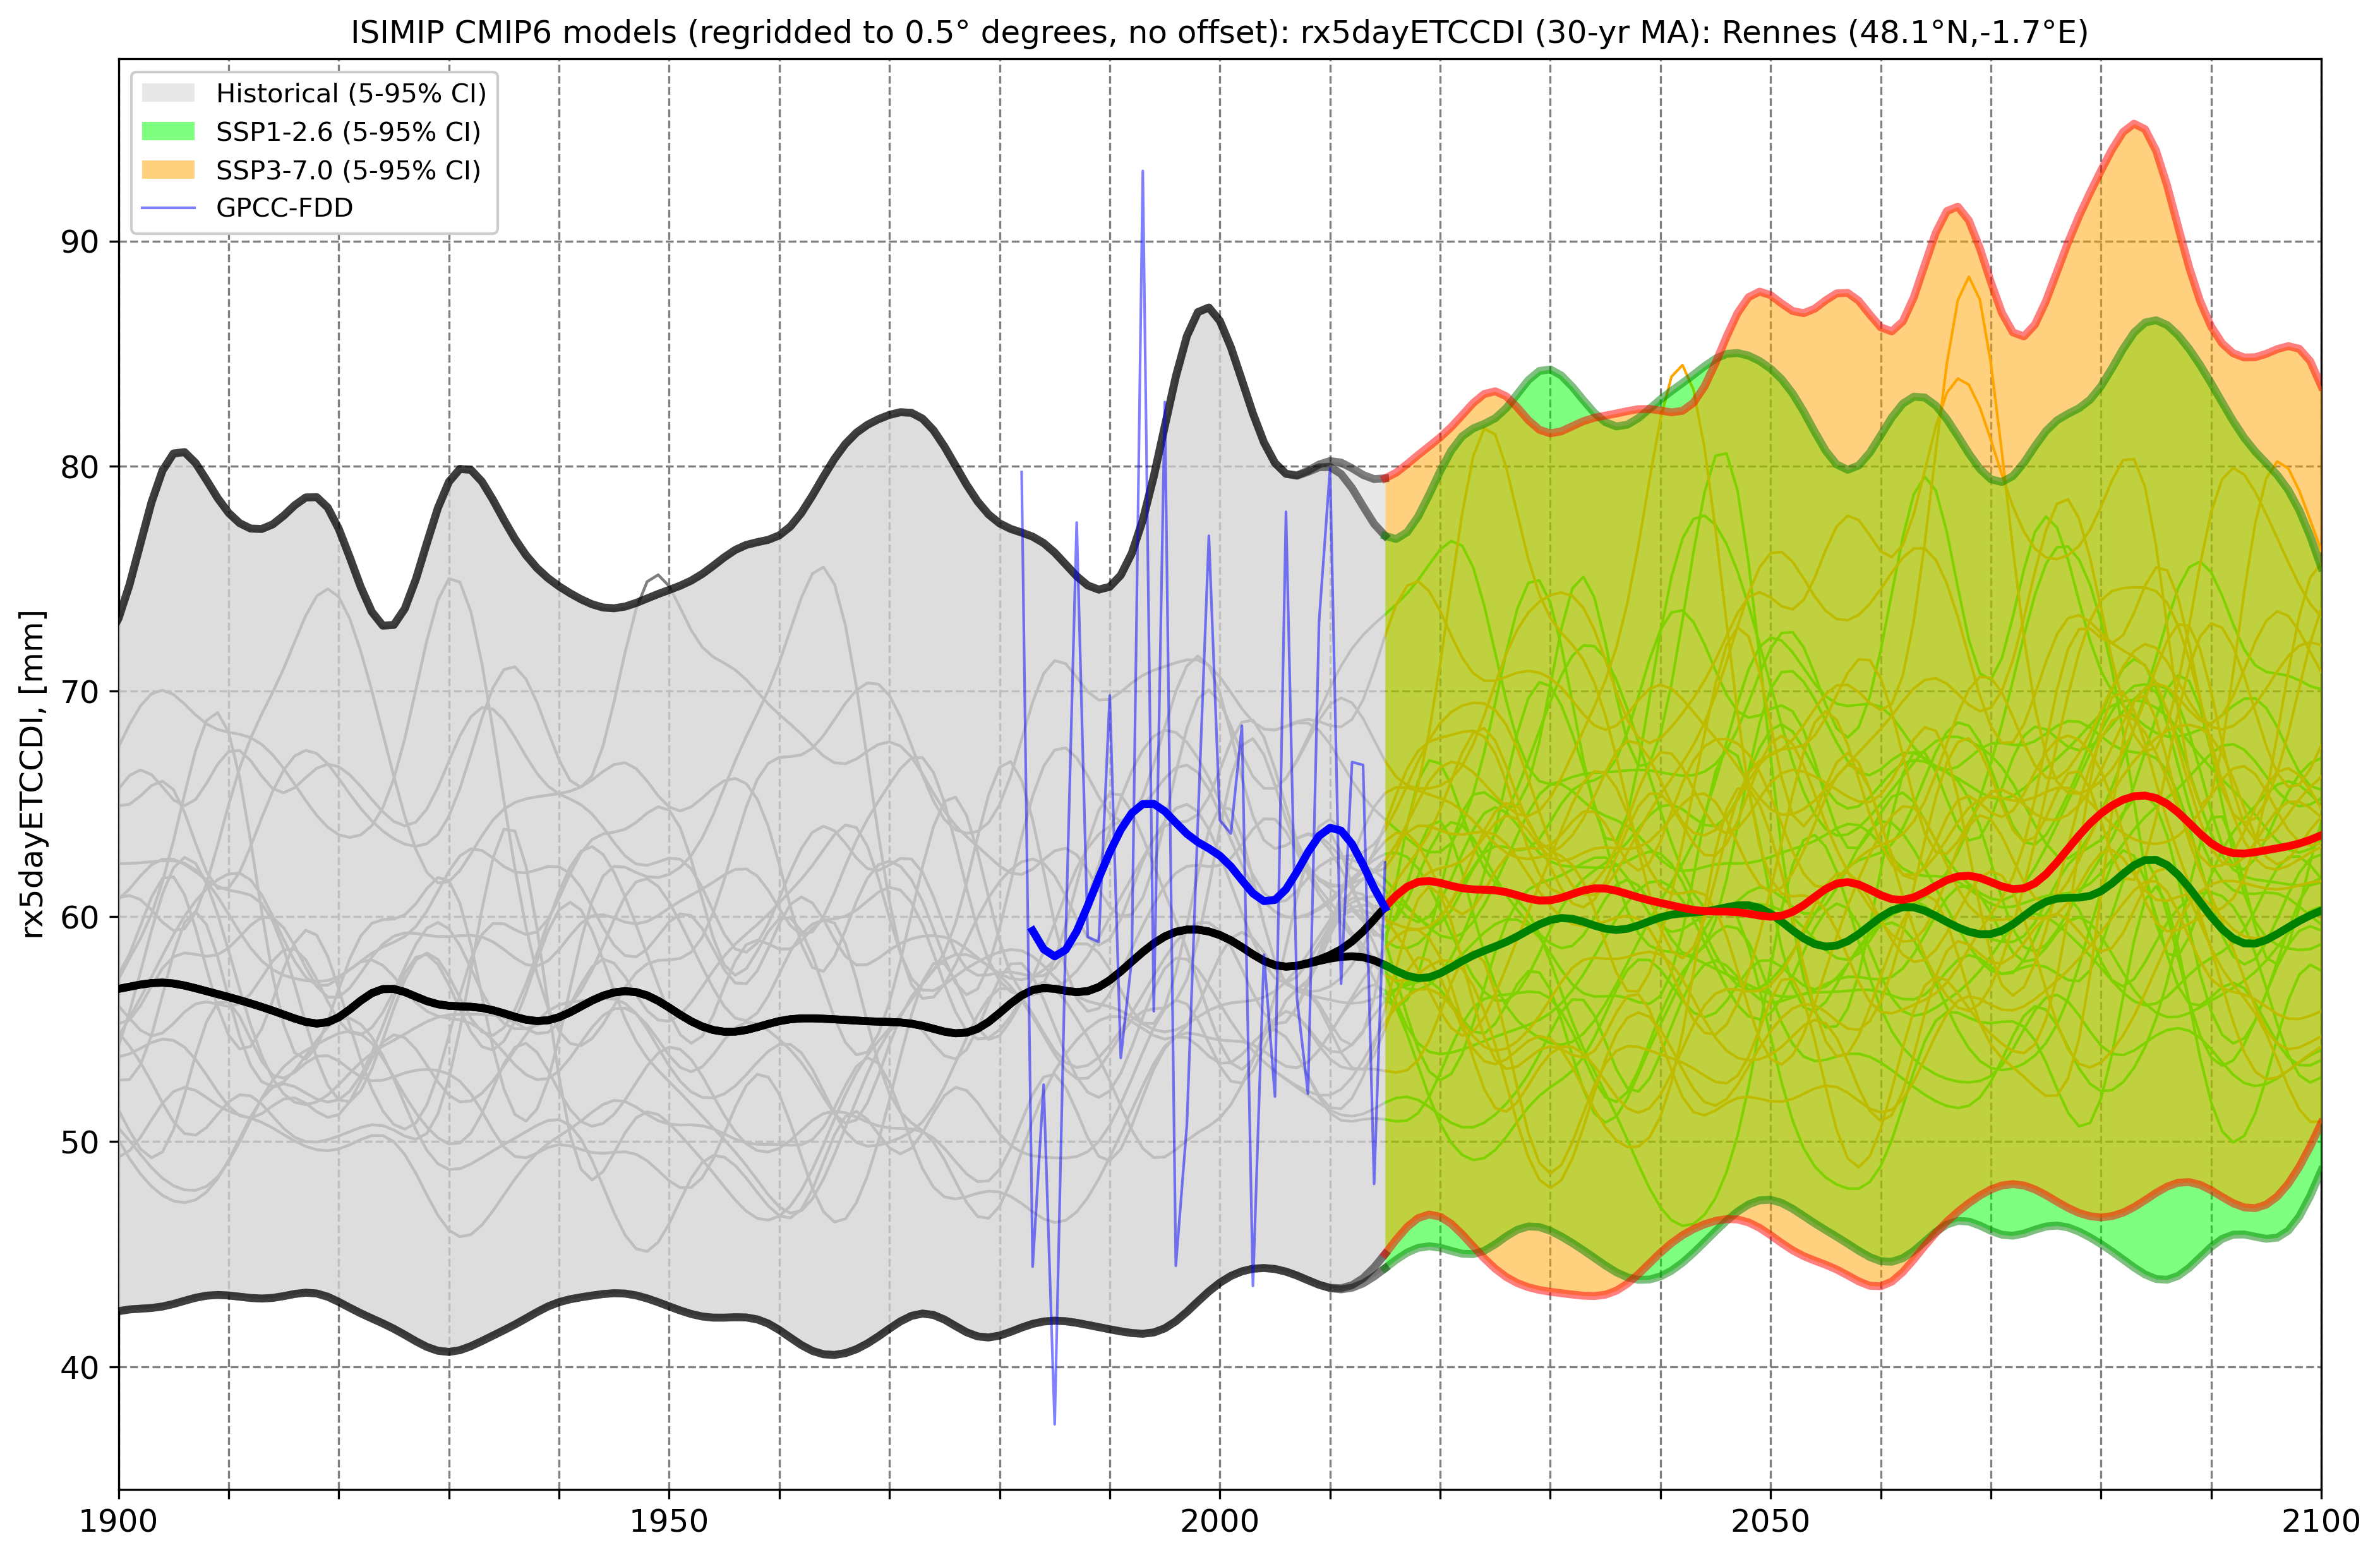 ISIMIP CMIP6 models (regridded to 0.5° degrees, no offset): rx5dayETCCDI (30-yr MA): Rennes (48.1°N,-1.7°E)
Historical (5-95% CI)
SSP1-2.6 (5-95% CI)
SSP3-7.0 (5-95% CI)
GPCC-FDD
rx5dayETCCDI, [mm]
90
80
70
60
50
40
1900
1950
2000
2050
2100